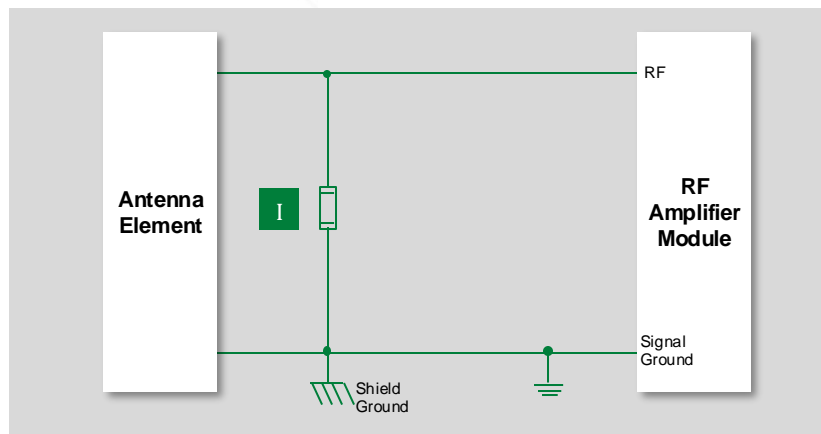 Antenna
Element
I
RF
RF
Amplifier
Module
Signal
Ground
Shield
Ground